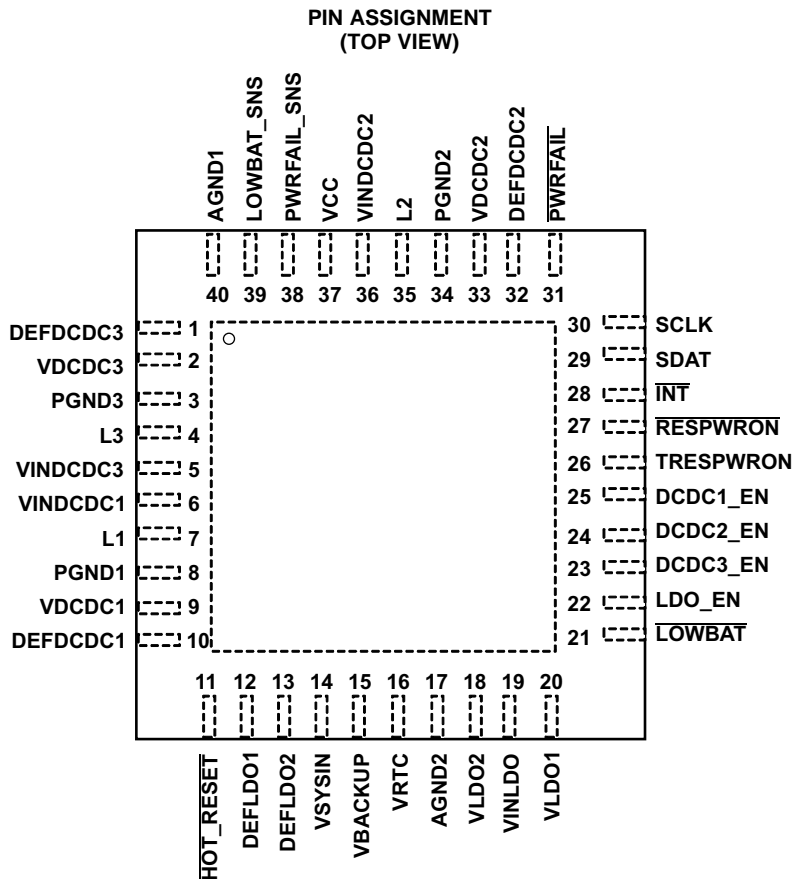 PIN ASSIGNMENT
(TOP VIEW)
AGND1
LOWBAT_SNS
PWRFAIL_SNS
VCC
VINDCDC2
L2
PGND2
VDCDC2
DEFDCDC2
PWRFAIL
40 39 38 37 36 35 34 33 32 31
DEFDCDC3 1
VDCDC3 2
PGND3 3
L3 4
VINDCDC3 5
VINDCDC1 6
L1 7
PGND1 8
VDCDC1 9
DEFDCDC1 10
30 SCLK
29 SDAT
28 INT
27 RESPWRON
26 TRESPWRON
25 DCDC1_EN
24 DCDC2_EN
23 DCDC3_EN
22 LDO_EN
21 LOWBAT
11 12 13 14 15 16 17 18 19 20
HOT_RESET
DEFLDO1
DEFLDO2
VSYSIN
VBACKUP
VRTC
AGND2
VLDO2
VINLDO
VLDO1